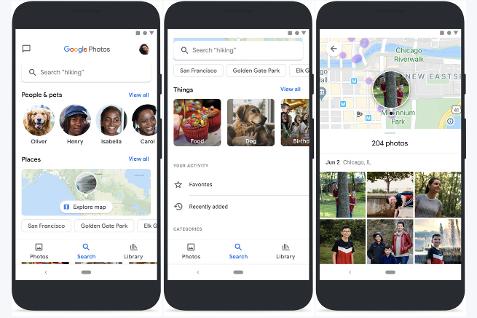 Google Photos
Search "hiking"
People & pets
View all
Oliver
Henry
Isabella
Carol
Places
View all
Explore map
San Francisco
Golden Gate Park
Elk G
Photos
Search
Library
Search "hiking"
San Francisco
Golden Gate Park
Elk G
Things
View all
Food
Dog
Birthd
YOUR ACTIVITY
Favorites
Recently added
CATEGORIES
Photos
Search
Library
Chicago
Riverwalk
NEW EASTSI
Millennium
Park
204 photos
Jun 2 Chicago, IL